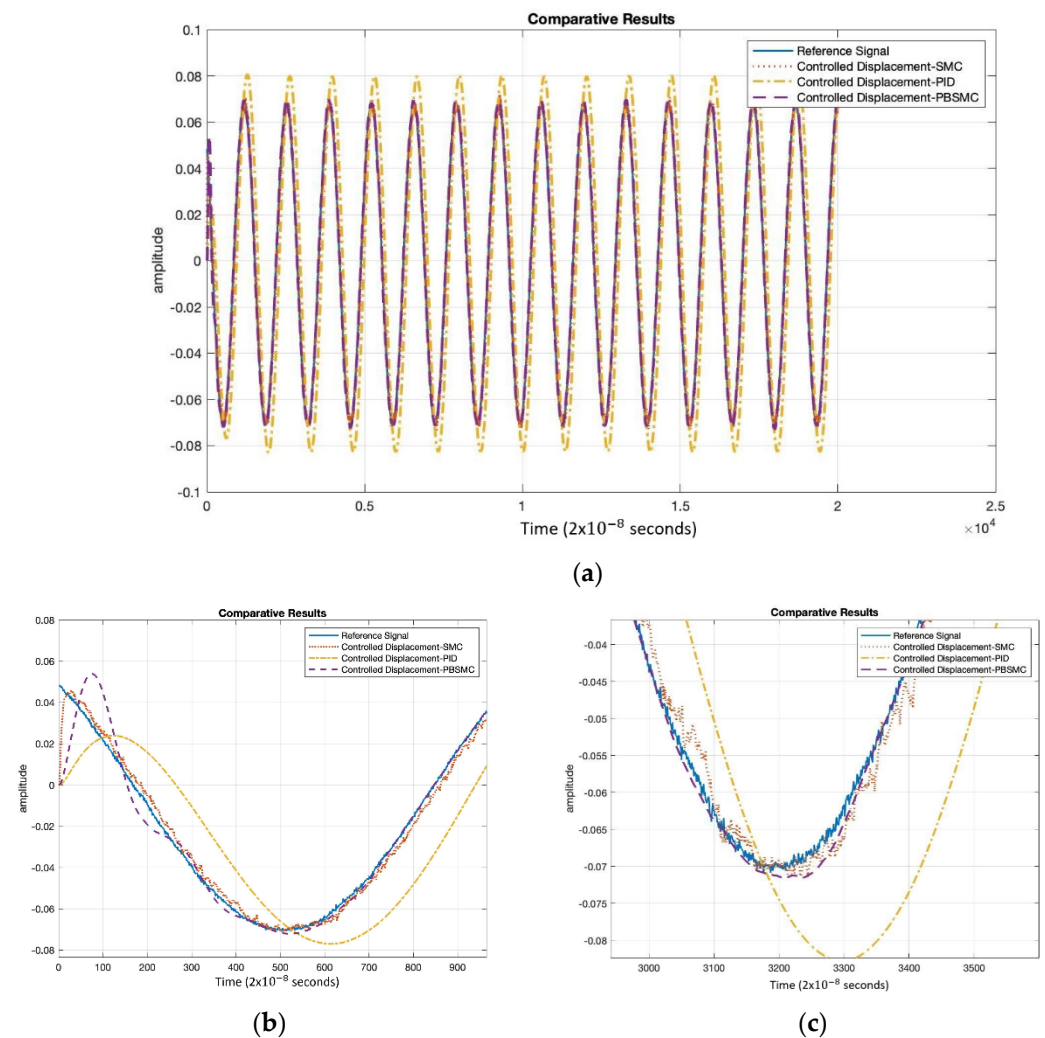 Comparative Results
Reference Signal
Controlled Displacement-SMC
Controlled Displacement-PID
Controlled Displacement-PBSMC
amplitude
0.1
0.08
0.06
0.04
0.02
0
-0.02
-0.04
-0.06
-0.08
-0.1
0 0.5 1 1.5 2 2.5
Time (2x10⁻⁸ seconds)
×10⁴
(a)
Comparative Results
Reference Signal
Controlled Displacement-SMC
Controlled Displacement-PID
Controlled Displacement-PBSMC
amplitude
0.08
0.06
0.04
0.02
0
-0.02
-0.04
-0.06
-0.08
0 100 200 300 400 500 600 700 800 900
Time (2x10⁻⁸ seconds)
(b)
Comparative Results
Reference Signal
Controlled Displacement-SMC
Controlled Displacement-PID
Controlled Displacement-PBSMC
amplitude
-0.04
-0.045
-0.05
-0.055
-0.06
-0.065
-0.07
-0.075
-0.08
3000 3100 3200 3300 3400 3500
Time (2x10⁻⁸ seconds)
(c)